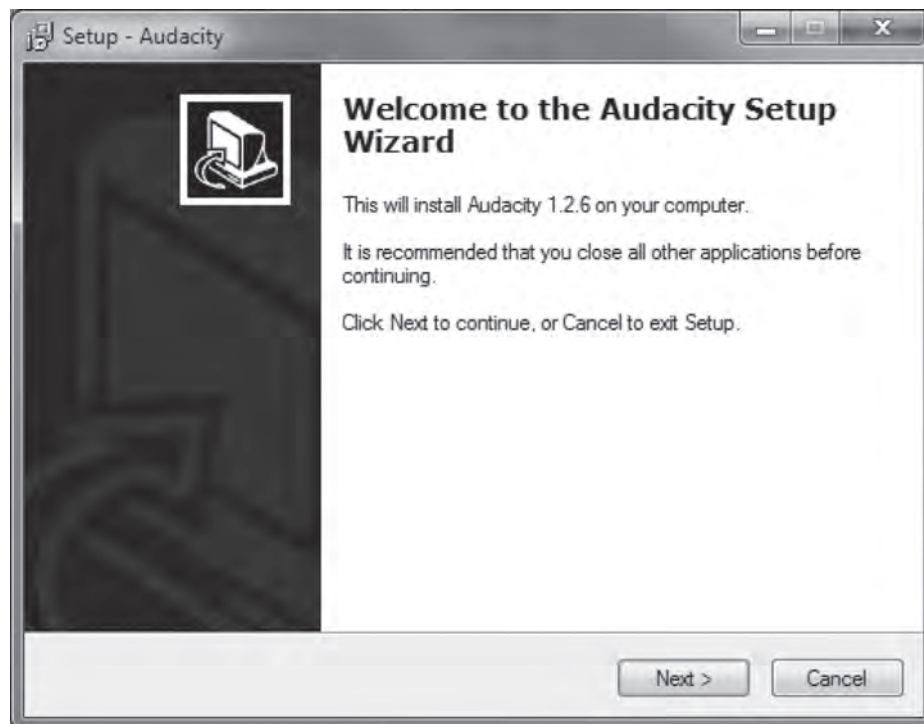 Setup - Audacity
Welcome to the Audacity Setup
Wizard
This will install Audacity 1.2.6 on your computer.
It is recommended that you close all other applications before
continuing.
Click Next to continue, or Cancel to exit Setup.
Next >
Cancel